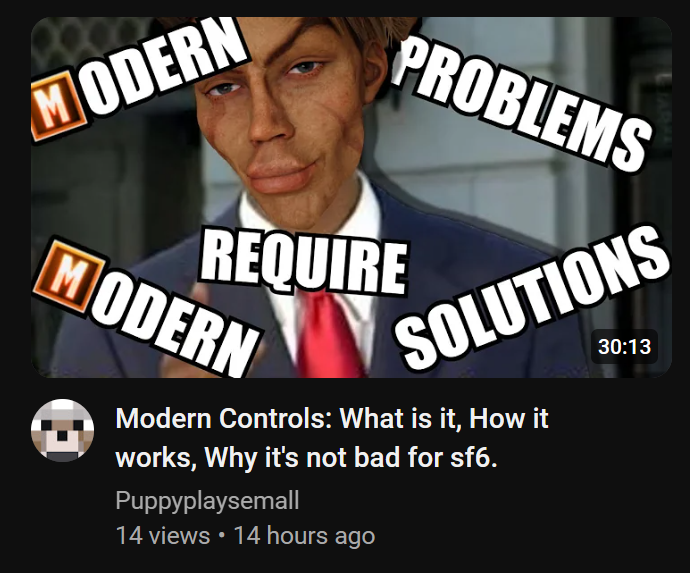 MODERN
PROBLEMS
REQUIRE
MODERN
SOLUTIONS
30:13
Modern Controls: What is it, How it
works, Why it's not bad for sf6.
Puppyplaysemall
14 views • 14 hours ago